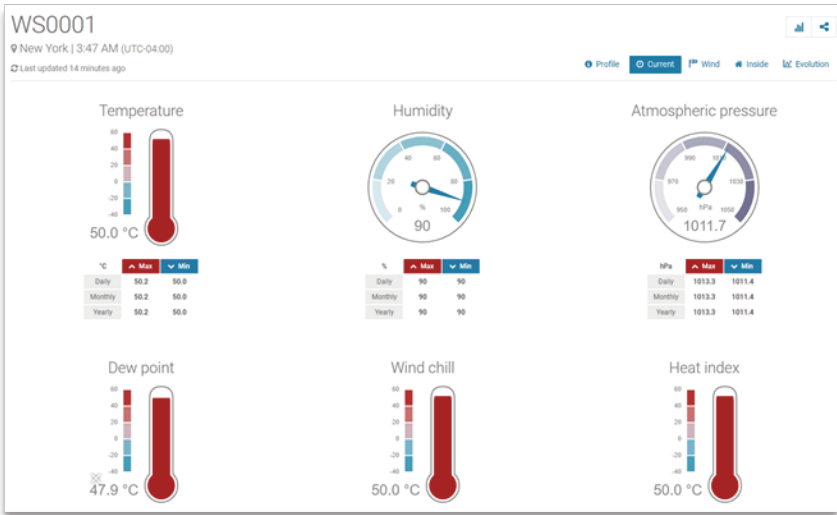 WS0001
New York | 3:47 AM (UTC-04:00)
Last updated 14 minutes ago
Profile Current Wind Inside Evolution
Temperature
60
40
20
0
-20
-40
50.0 °C
°C Max Min
Daily 50.2 50.0
Monthly 50.2 50.0
Yearly 50.2 50.0
Humidity
40 60
20 80
0 % 100
90
% Max Min
Daily 90 90
Monthly 90 90
Yearly 90 90
Atmospheric pressure
990 1010
970 1030
950 hPa 1050
1011.7
hPa Max Min
Daily 1013.3 1011.4
Monthly 1013.3 1011.4
Yearly 1013.3 1011.4
Dew point
60
40
20
0
-20
-40
47.9 °C
Wind chill
60
40
20
0
-20
-40
50.0 °C
Heat index
60
40
20
0
-20
-40
50.0 °C